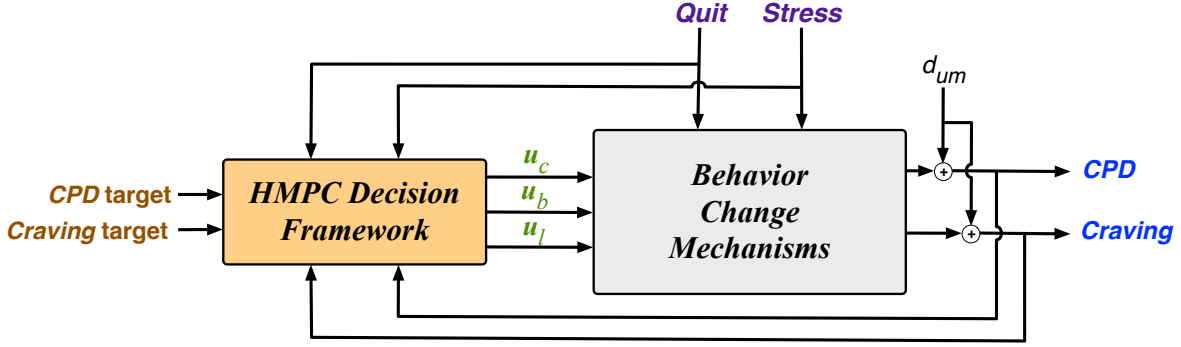 Quit
Stress
d_um
CPD target
Craving target
HMPC Decision
Framework
u_c
u_b
u_l
Behavior
Change
Mechanisms
+
+
CPD
Craving